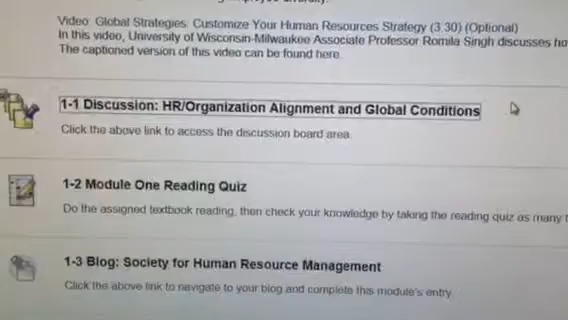 Video: Global Strategies: Customize Your Human Resources Strategy (3:30) (Optional)
In this video, University of Wisconsin-Milwaukee Associate Professor Romila Singh discusses
The captioned version of this video can be found here.
1-1 Discussion: HR/Organization Alignment and Global Conditions
Click the above link to access the discussion board area.
1-2 Module One Reading Quiz
Do the assigned textbook reading, then check your knowledge by taking the reading quiz as many
1-3 Blog: Society for Human Resource Management
Click the above link to navigate to your blog and complete this module's entry.